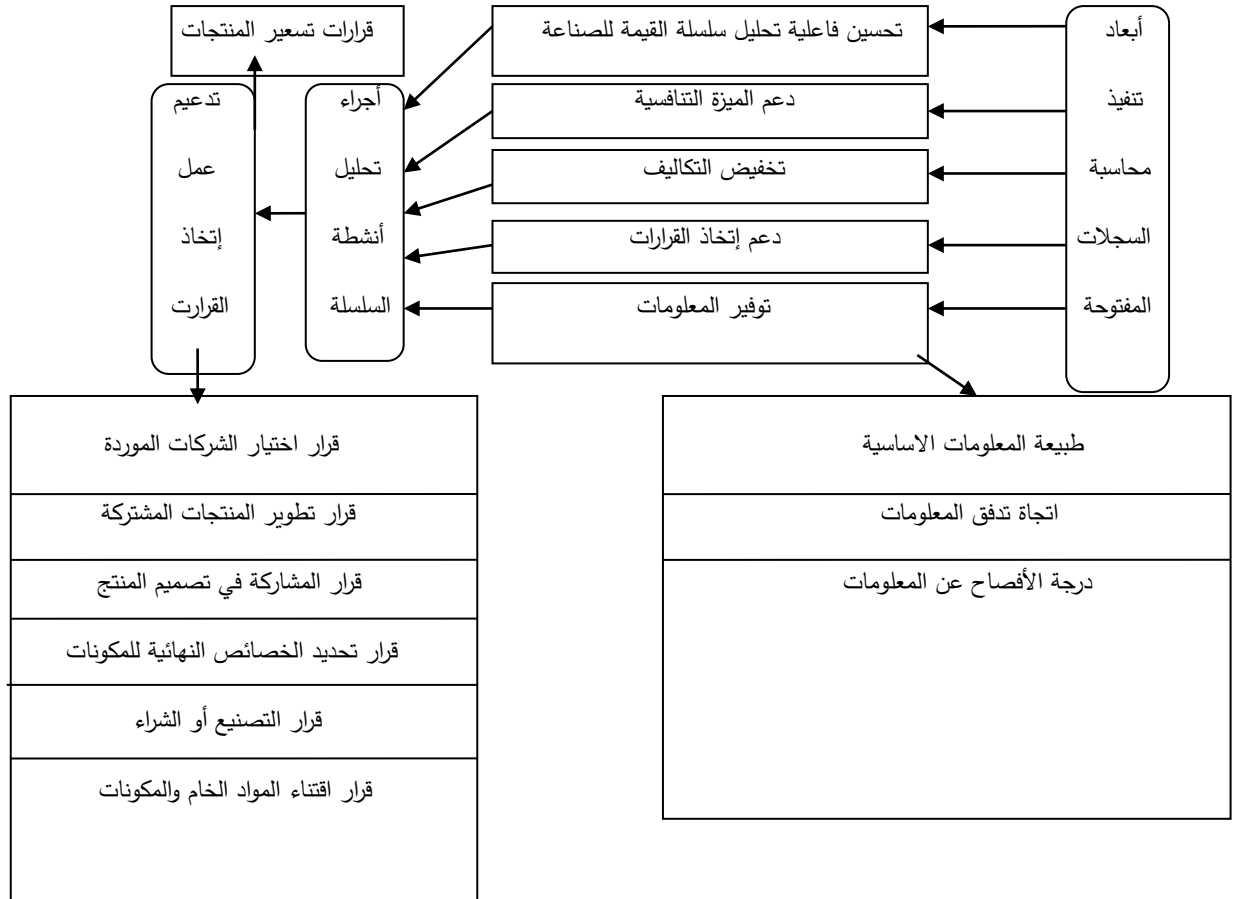 أبعاد
تنفيذ
محاسبة
السجلات
المفتوحة
تحسين فاعلية تحليل سلسلة القيمة للصناعة
دعم الميزة التنافسية
تخفيض التكاليف
دعم إتخاذ القرارات
توفير المعلومات
أجراء
تحليل
أنشطة
السلسلة
قرارات تسعير المنتجات
تدعيم
عمل
إتخاذ
القرارت
طبيعة المعلومات الاساسية
اتجاة تدفق المعلومات
درجة الأفصاح عن المعلومات
قرار اختيار الشركات الموردة
قرار تطوير المنتجات المشتركة
قرار المشاركة في تصميم المنتج
قرار تحديد الخصائص النهائية للمكونات
قرار التصنيع أو الشراء
قرار اقتناء المواد الخام والمكونات